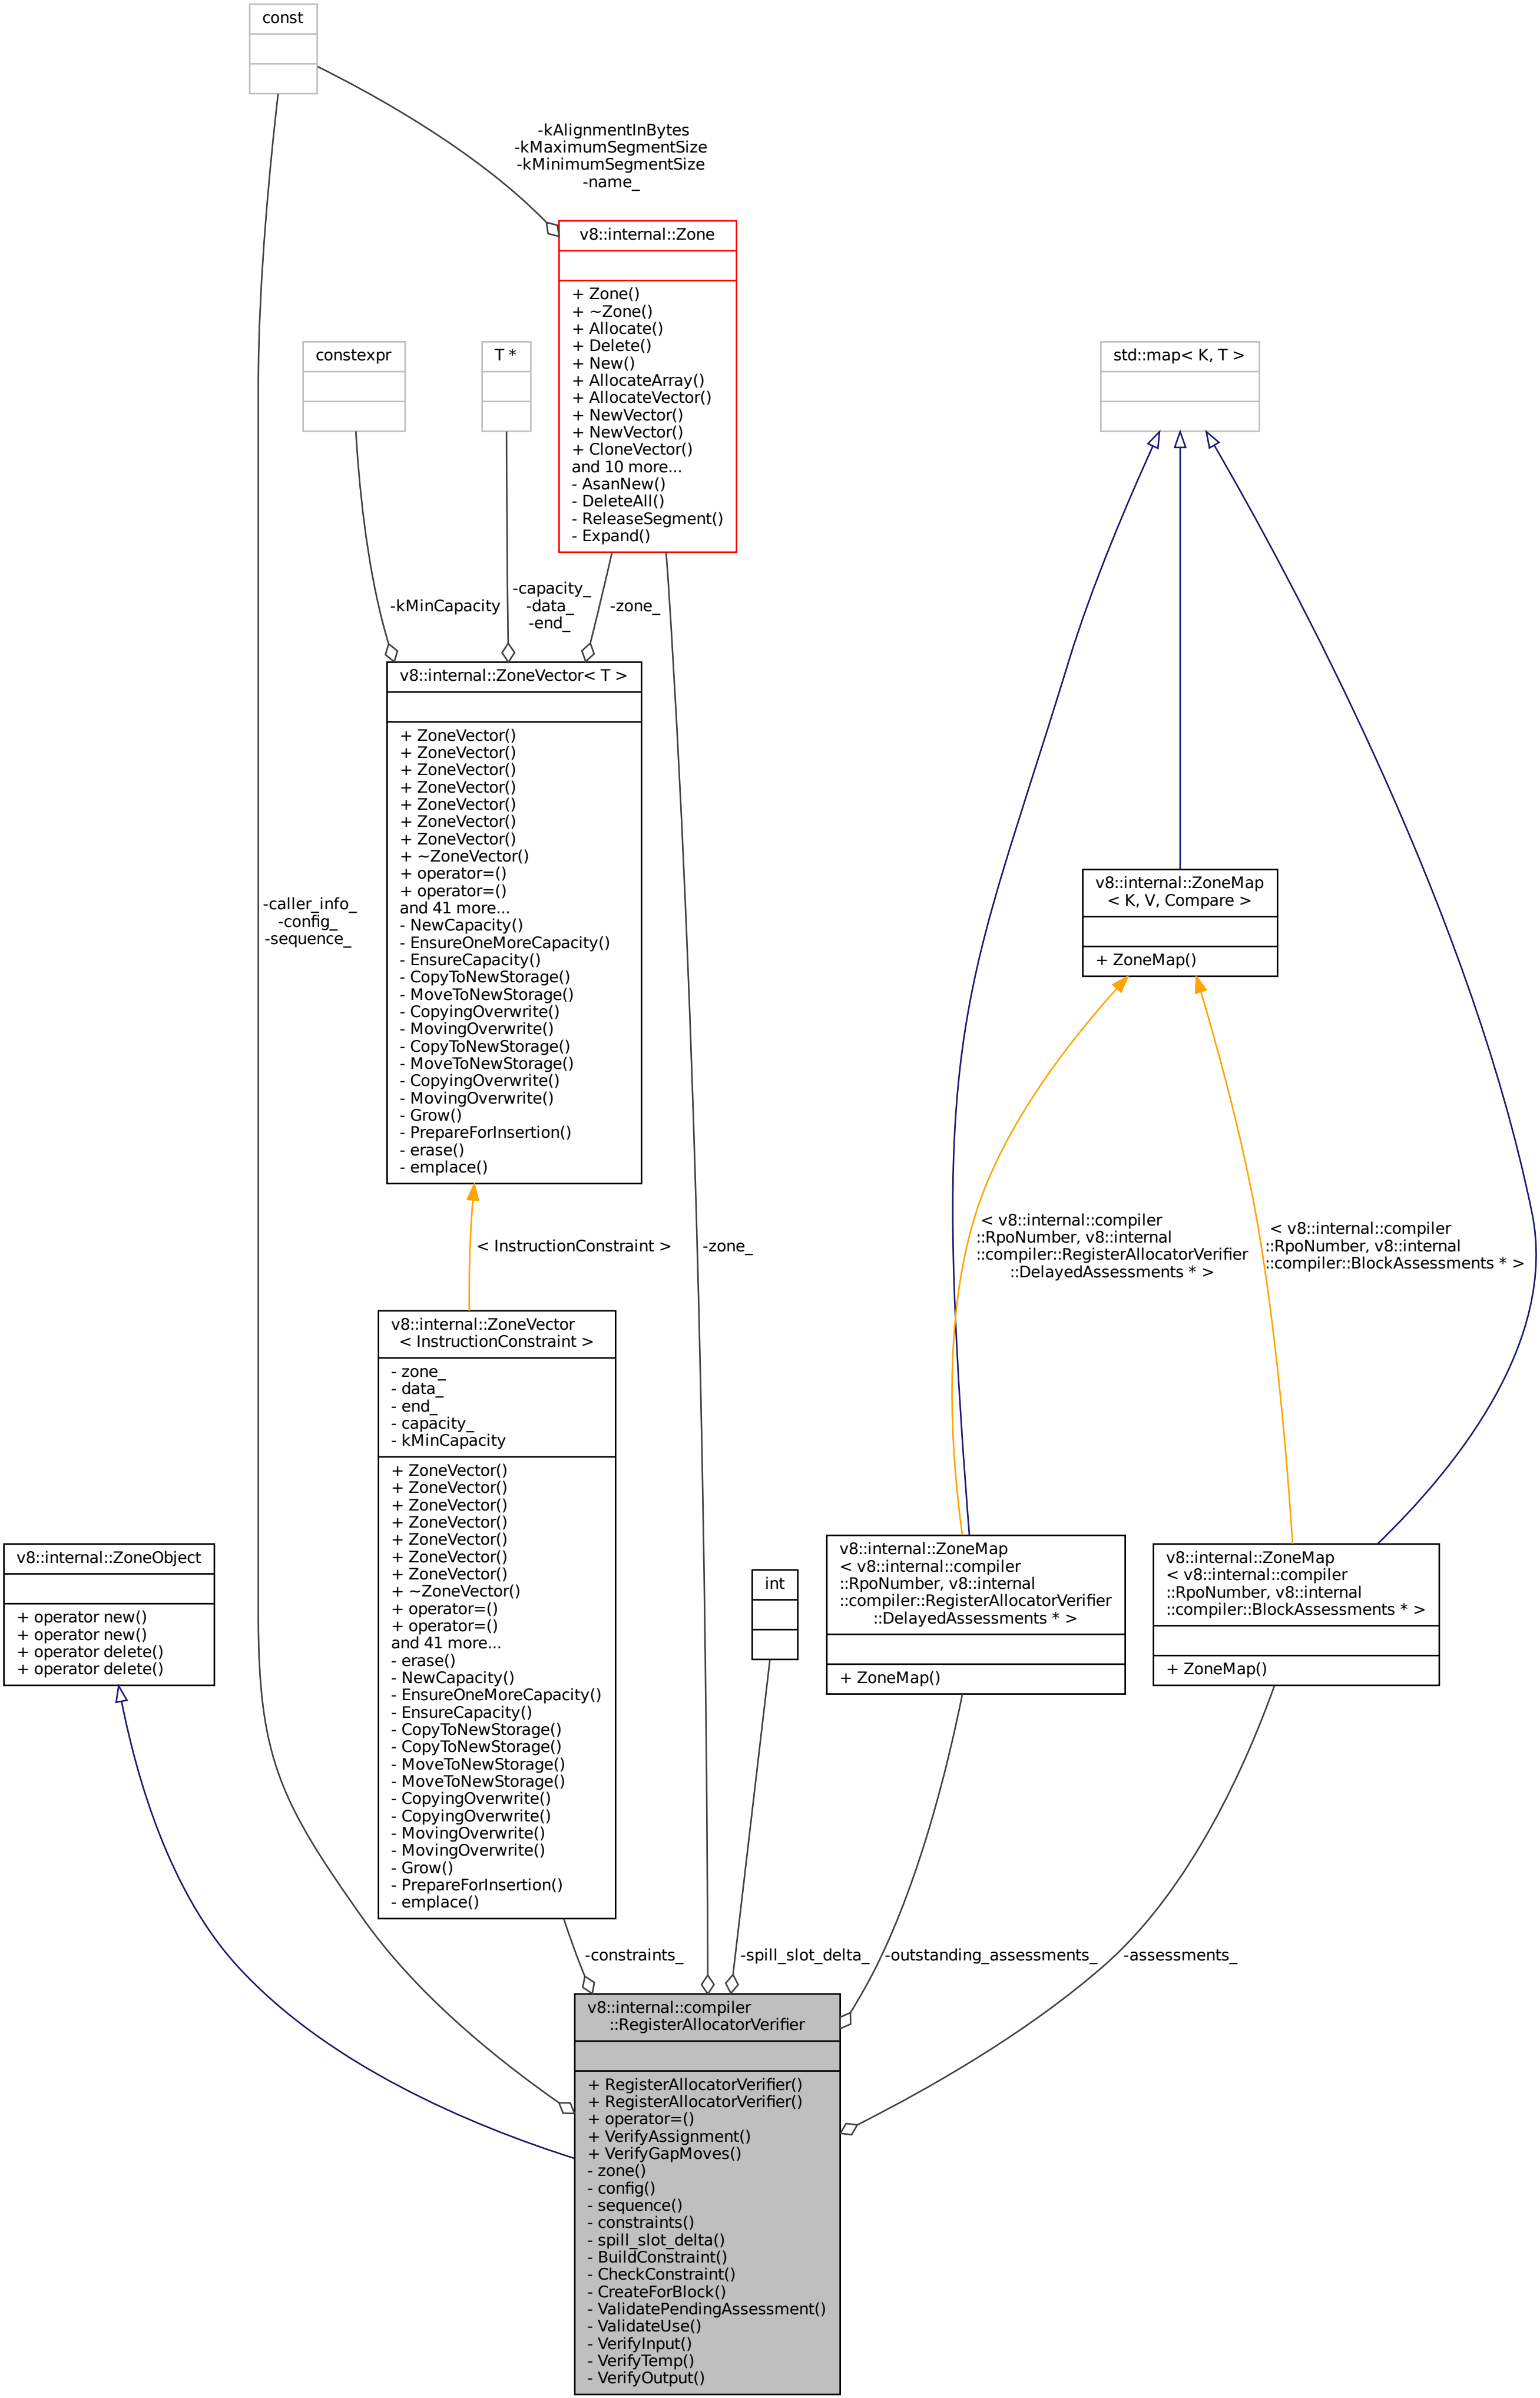 const
-kAlignmentInBytes
-kMaximumSegmentSize
-kMinimumSegmentSize
-name_
v8::internal::Zone
+ Zone()
+ ~Zone()
+ Allocate()
+ Delete()
+ New()
+ AllocateArray()
+ AllocateVector()
+ NewVector()
+ NewVector()
+ CloneVector()
and 10 more...
- AsanNew()
- DeleteAll()
- ReleaseSegment()
- Expand()
constexpr
T *
std::map< K, T >
-kMinCapacity
-capacity_
-data_
-end_
-zone_
v8::internal::ZoneVector< T >
+ ZoneVector()
+ ZoneVector()
+ ZoneVector()
+ ZoneVector()
+ ZoneVector()
+ ZoneVector()
+ ZoneVector()
+ ~ZoneVector()
+ operator=()
+ operator=()
and 41 more...
- NewCapacity()
- EnsureOneMoreCapacity()
- EnsureCapacity()
- CopyToNewStorage()
- MoveToNewStorage()
- CopyingOverwrite()
- MovingOverwrite()
- CopyToNewStorage()
- MoveToNewStorage()
- CopyingOverwrite()
- MovingOverwrite()
- Grow()
- PrepareForInsertion()
- erase()
- emplace()
-caller_info_
-config_
-sequence_
v8::internal::ZoneMap
< K, V, Compare >
+ ZoneMap()
< InstructionConstraint >
-zone_
< v8::internal::compiler
::RpoNumber, v8::internal
::compiler::RegisterAllocatorVerifier
::DelayedAssessments * >
< v8::internal::compiler
::RpoNumber, v8::internal
::compiler::BlockAssessments * >
v8::internal::ZoneVector
< InstructionConstraint >
- zone_
- data_
- end_
- capacity_
- kMinCapacity
+ ZoneVector()
+ ZoneVector()
+ ZoneVector()
+ ZoneVector()
+ ZoneVector()
+ ZoneVector()
+ ZoneVector()
+ ~ZoneVector()
+ operator=()
+ operator=()
and 41 more...
- erase()
- NewCapacity()
- EnsureOneMoreCapacity()
- EnsureCapacity()
- CopyToNewStorage()
- CopyToNewStorage()
- MoveToNewStorage()
- MoveToNewStorage()
- CopyingOverwrite()
- CopyingOverwrite()
- MovingOverwrite()
- MovingOverwrite()
- Grow()
- PrepareForInsertion()
- emplace()
v8::internal::ZoneObject
+ operator new()
+ operator new()
+ operator delete()
+ operator delete()
int
v8::internal::ZoneMap
< v8::internal::compiler
::RpoNumber, v8::internal
::compiler::RegisterAllocatorVerifier
::DelayedAssessments * >
+ ZoneMap()
v8::internal::ZoneMap
< v8::internal::compiler
::RpoNumber, v8::internal
::compiler::BlockAssessments * >
+ ZoneMap()
-constraints_
-spill_slot_delta_
-outstanding_assessments_
-assessments_
v8::internal::compiler
::RegisterAllocatorVerifier
+ RegisterAllocatorVerifier()
+ RegisterAllocatorVerifier()
+ operator=()
+ VerifyAssignment()
+ VerifyGapMoves()
- zone()
- config()
- sequence()
- constraints()
- spill_slot_delta()
- BuildConstraint()
- CheckConstraint()
- CreateForBlock()
- ValidatePendingAssessment()
- ValidateUse()
- VerifyInput()
- VerifyTemp()
- VerifyOutput()